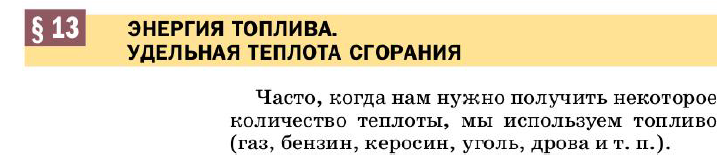 § 13
ЭНЕРГИЯ ТОПЛИВА.
УДЕЛЬНАЯ ТЕПЛОТА СГОРАНИЯ
Часто, когда нам нужно получить некоторое
количество теплоты, мы используем топливо
(газ, бензин, керосин, уголь, дрова и т. п.).